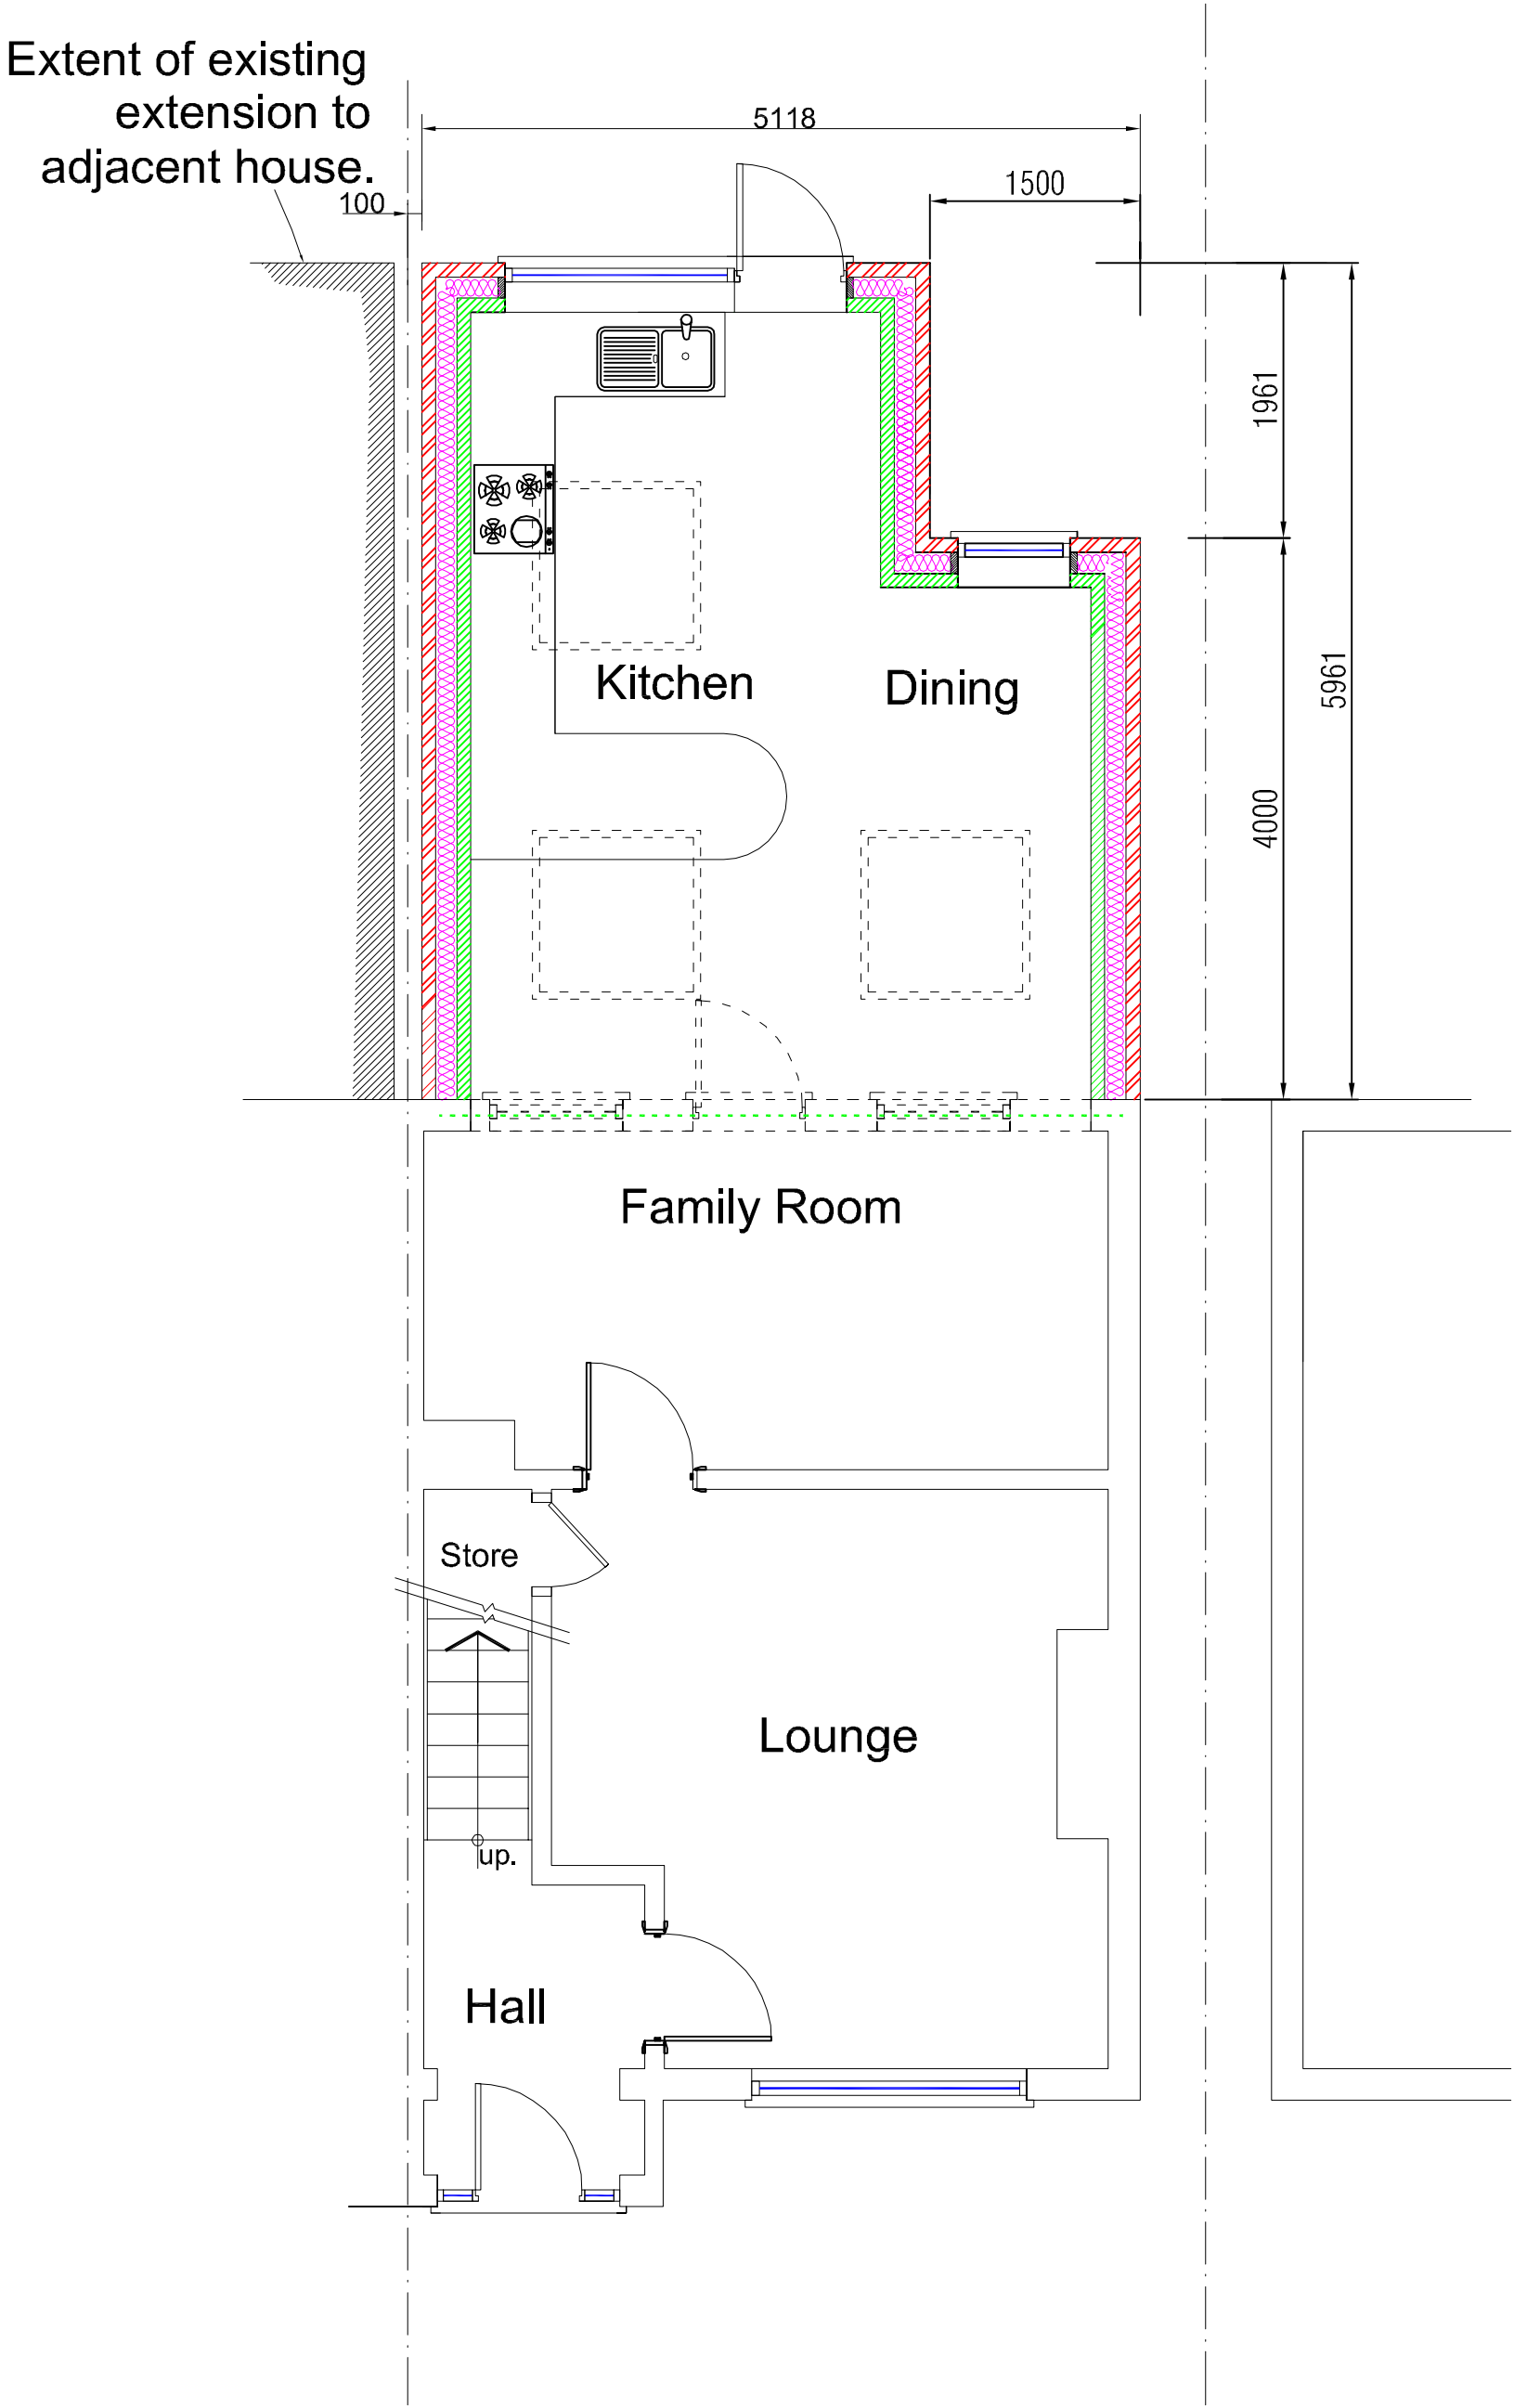 Extent of existing
extension to
adjacent house.
5118
1500
100
1961
Kitchen
Dining
5961
4000
Family Room
Store
Lounge
up.
Hall